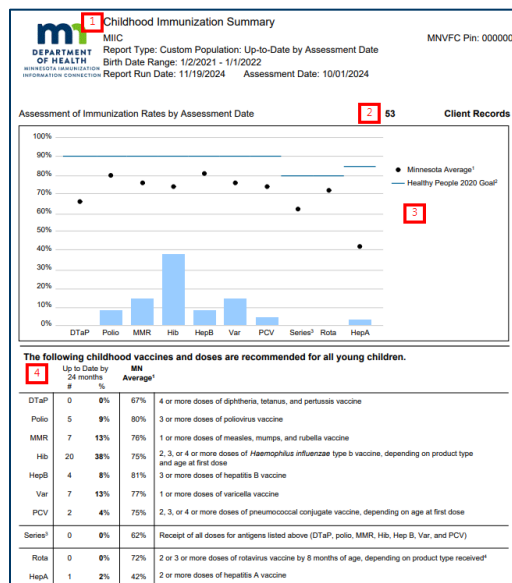 1 Childhood Immunization Summary
DEPARTMENT
OF HEALTH
MINNESOTA IMMUNIZATION
INFORMATION CONNECTION
MIIC MNVFC Pin: 000000
Report Type: Custom Population: Up-to-Date by Assessment Date
Birth Date Range: 1/2/2021 - 1/1/2022
Report Run Date: 11/19/2024 Assessment Date: 10/01/2024
Assessment of Immunization Rates by Assessment Date 2 53 Client Records
100%
90%
80%
70%
60%
50%
40%
30%
20%
10%
0%
DTaP Polio MMR Hib HepB Var PCV Series³ Rota HepA
Minnesota Average¹
Healthy People 2020 Goal²
3
The following childhood vaccines and doses are recommended for all young children.
4 Up to Date by MN
24 months Average¹
# %
DTaP 0 0% 67% 4 or more doses of diphtheria, tetanus, and pertussis vaccine
Polio 5 9% 80% 3 or more doses of poliovirus vaccine
MMR 7 13% 76% 1 or more doses of measles, mumps, and rubella vaccine
Hib 20 38% 75% 2, 3, or 4 or more doses of Haemophilus influenzae type b vaccine, depending on product type
and age at first dose
HepB 4 8% 81% 3 or more doses of hepatitis B vaccine
Var 7 13% 77% 1 or more doses of varicella vaccine
PCV 2 4% 75% 2, 3, or 4 or more doses of pneumococcal conjugate vaccine, depending on age at first dose
Series³ 0 0% 62% Receipt of all doses for antigens listed above (DTaP, polio, MMR, Hib, Hep B, Var, and PCV)
Rota 0 0% 72% 2 or 3 or more doses of rotavirus vaccine by 8 months of age, depending on product type received⁴
HepA 1 2% 42% 2 or more doses of hepatitis A vaccine